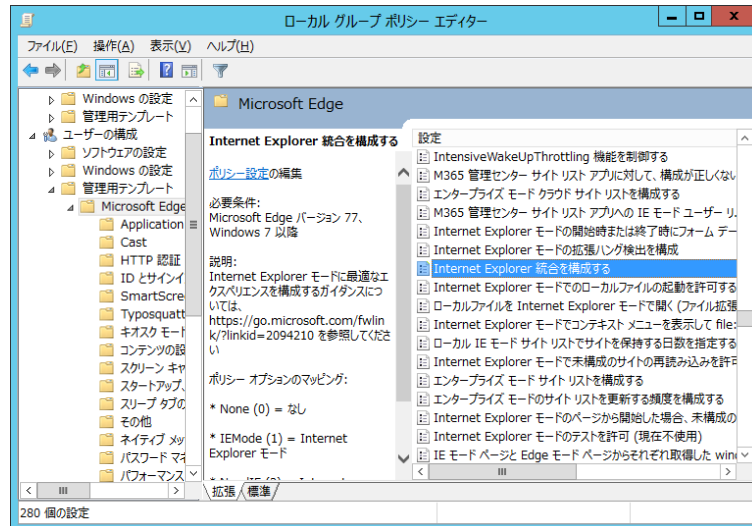 ローカル グループ ポリシー エディター
ファイル(F) 操作(A) 表示(V) ヘルプ(H)
Windows の設定
管理用テンプレート
ユーザーの構成
ソフトウェアの設定
Windows の設定
管理用テンプレート
Microsoft Edge
Application
Cast
HTTP 認証
ID とサインイ
SmartScre
Typosquatt
キオスク モート
コンテンツの設
スクリーン キャ
スタートアップ、
スリープ タブの
その他
ネイティブ メッ
パスワード マネ
パフォーマンス
Microsoft Edge
Internet Explorer 統合を構成する
ポリシー設定の編集
必要条件:
Microsoft Edge バージョン 77、
Windows 7 以降
説明:
Internet Explorer モードに最適なエ
クスペリエンスを構成するガイダンスにつ
いては、
https://go.microsoft.com/fwlin
k/?linkid=2094210 を参照してくださ
い
ポリシー オプションのマッピング:
* None (0) = なし
* IEMode (1) = Internet
Explorer モード
設定
IntensiveWakeUpThrottling 機能を制御する
M365 管理センター サイト リスト アプリに対して、構成が正しくない
エンタープライズ モード クラウド サイト リストを構成する
M365 管理センター サイト リスト アプリへの IE モード ユーザー リ
Internet Explorer モードの開始時または終了時にフォーム デー
Internet Explorer モードの拡張ハング検出を構成
Internet Explorer 統合を構成する
Internet Explorer モードでのローカルファイルの起動を許可する
ローカルファイルを Internet Explorer モードで開く (ファイル拡張
Internet Explorer モードでコンテキスト メニューを表示して file:
ローカル IE モード サイト リストでサイトを保持する日数を指定する
Internet Explorer モードで未構成のサイトの再読み込みを許可
エンタープライズ モード サイト リストを構成する
エンタープライズ モードのサイト リストを更新する頻度を構成する
Internet Explorer モードのページから開始した場合、未構成の
Internet Explorer モードのテストを許可 (現在不使用)
IE モード ページと Edge モード ページからそれぞれ取得した wind
拡張 標準
280 個の設定